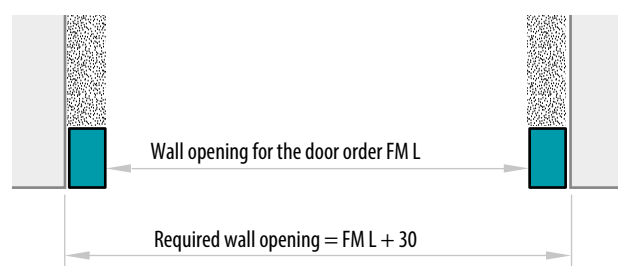 Wall opening for the door order FM L
Required wall opening = FM L + 30